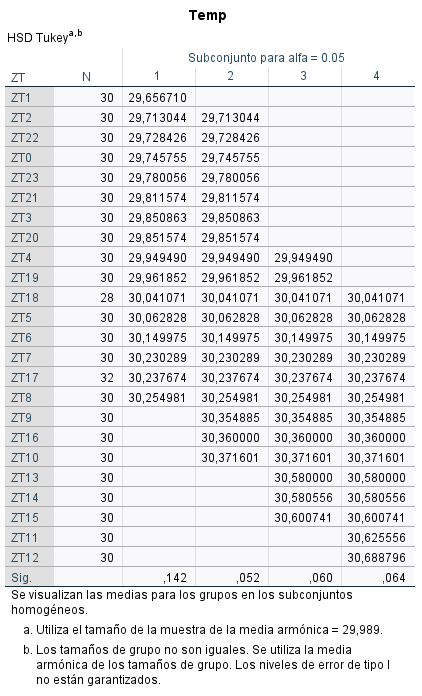 Temp
HSD Tukey a,b
Subconjunto para alfa = 0.05
ZT N 1 2 3 4
ZT1 30 29,656710
ZT2 30 29,713044 29,713044
ZT22 30 29,728426 29,728426
ZT0 30 29,745755 29,745755
ZT23 30 29,780056 29,780056
ZT21 30 29,811574 29,811574
ZT3 30 29,850863 29,850863
ZT20 30 29,851574 29,851574
ZT4 30 29,949490 29,949490 29,949490
ZT19 30 29,961852 29,961852 29,961852
ZT18 28 30,041071 30,041071 30,041071 30,041071
ZT5 30 30,062828 30,062828 30,062828 30,062828
ZT6 30 30,149975 30,149975 30,149975 30,149975
ZT7 30 30,230289 30,230289 30,230289 30,230289
ZT17 32 30,237674 30,237674 30,237674 30,237674
ZT8 30 30,254981 30,254981 30,254981 30,254981
ZT9 30 30,354885 30,354885 30,354885
ZT16 30 30,360000 30,360000 30,360000
ZT10 30 30,371601 30,371601 30,371601
ZT13 30 30,580000 30,580000
ZT14 30 30,580556 30,580556
ZT15 30 30,600741 30,600741
ZT11 30 30,625556
ZT12 30 30,688796
Sig. ,142 ,052 ,060 ,064
Se visualizan las medias para los grupos en los subconjuntos
homogéneos.
a. Utiliza el tamaño de la muestra de la media armónica = 29,989.
b. Los tamaños de grupo no son iguales. Se utiliza la media
armónica de los tamaños de grupo. Los niveles de error de tipo I
no están garantizados.